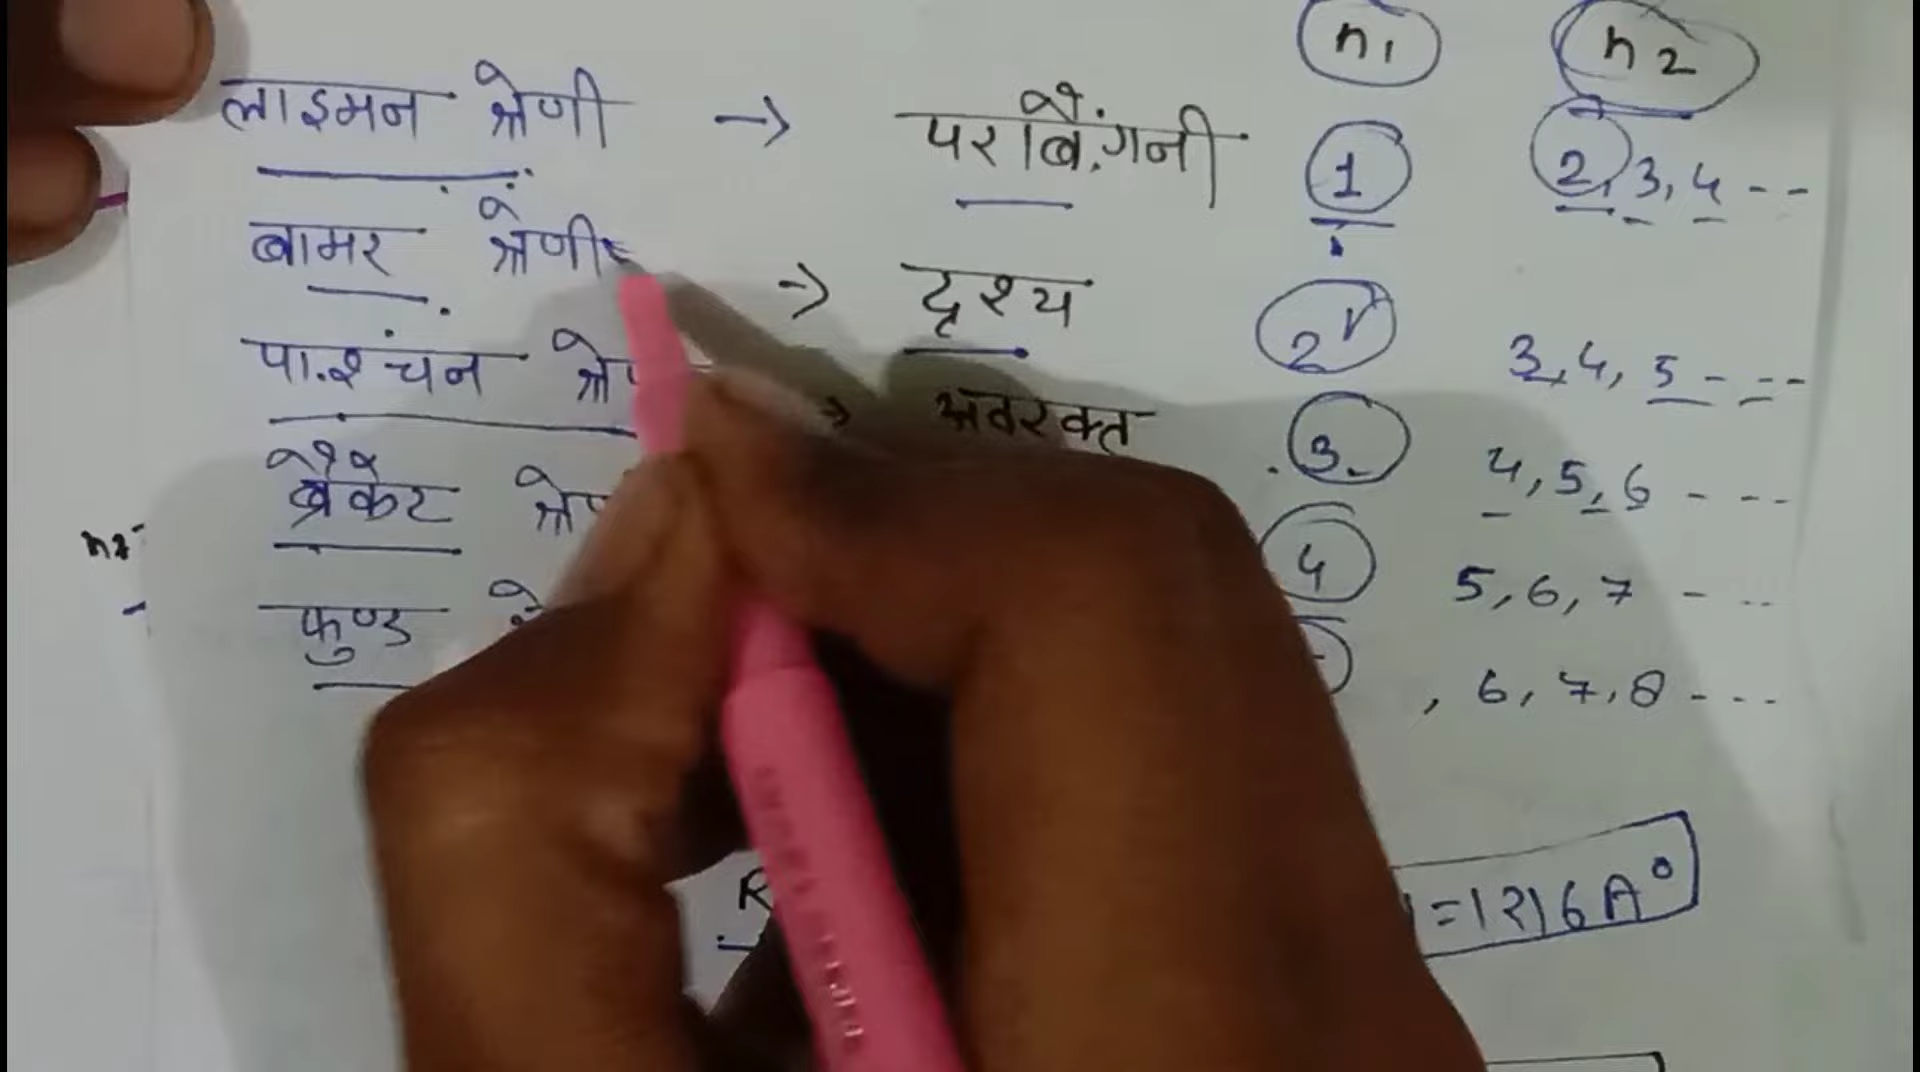 n1 n2
लाइमन श्रेणी → पराबैंगनी 1 2, 3, 4 - -
बामर श्रेणी → दृश्य 2 3, 4, 5 - - -
पाश्चन → अवरक्त 3 4, 5, 6 - - -
ब्रैकेट 4 5, 6, 7 - - -
फुण्ड , 6, 7, 8 - - -
R =1216A°